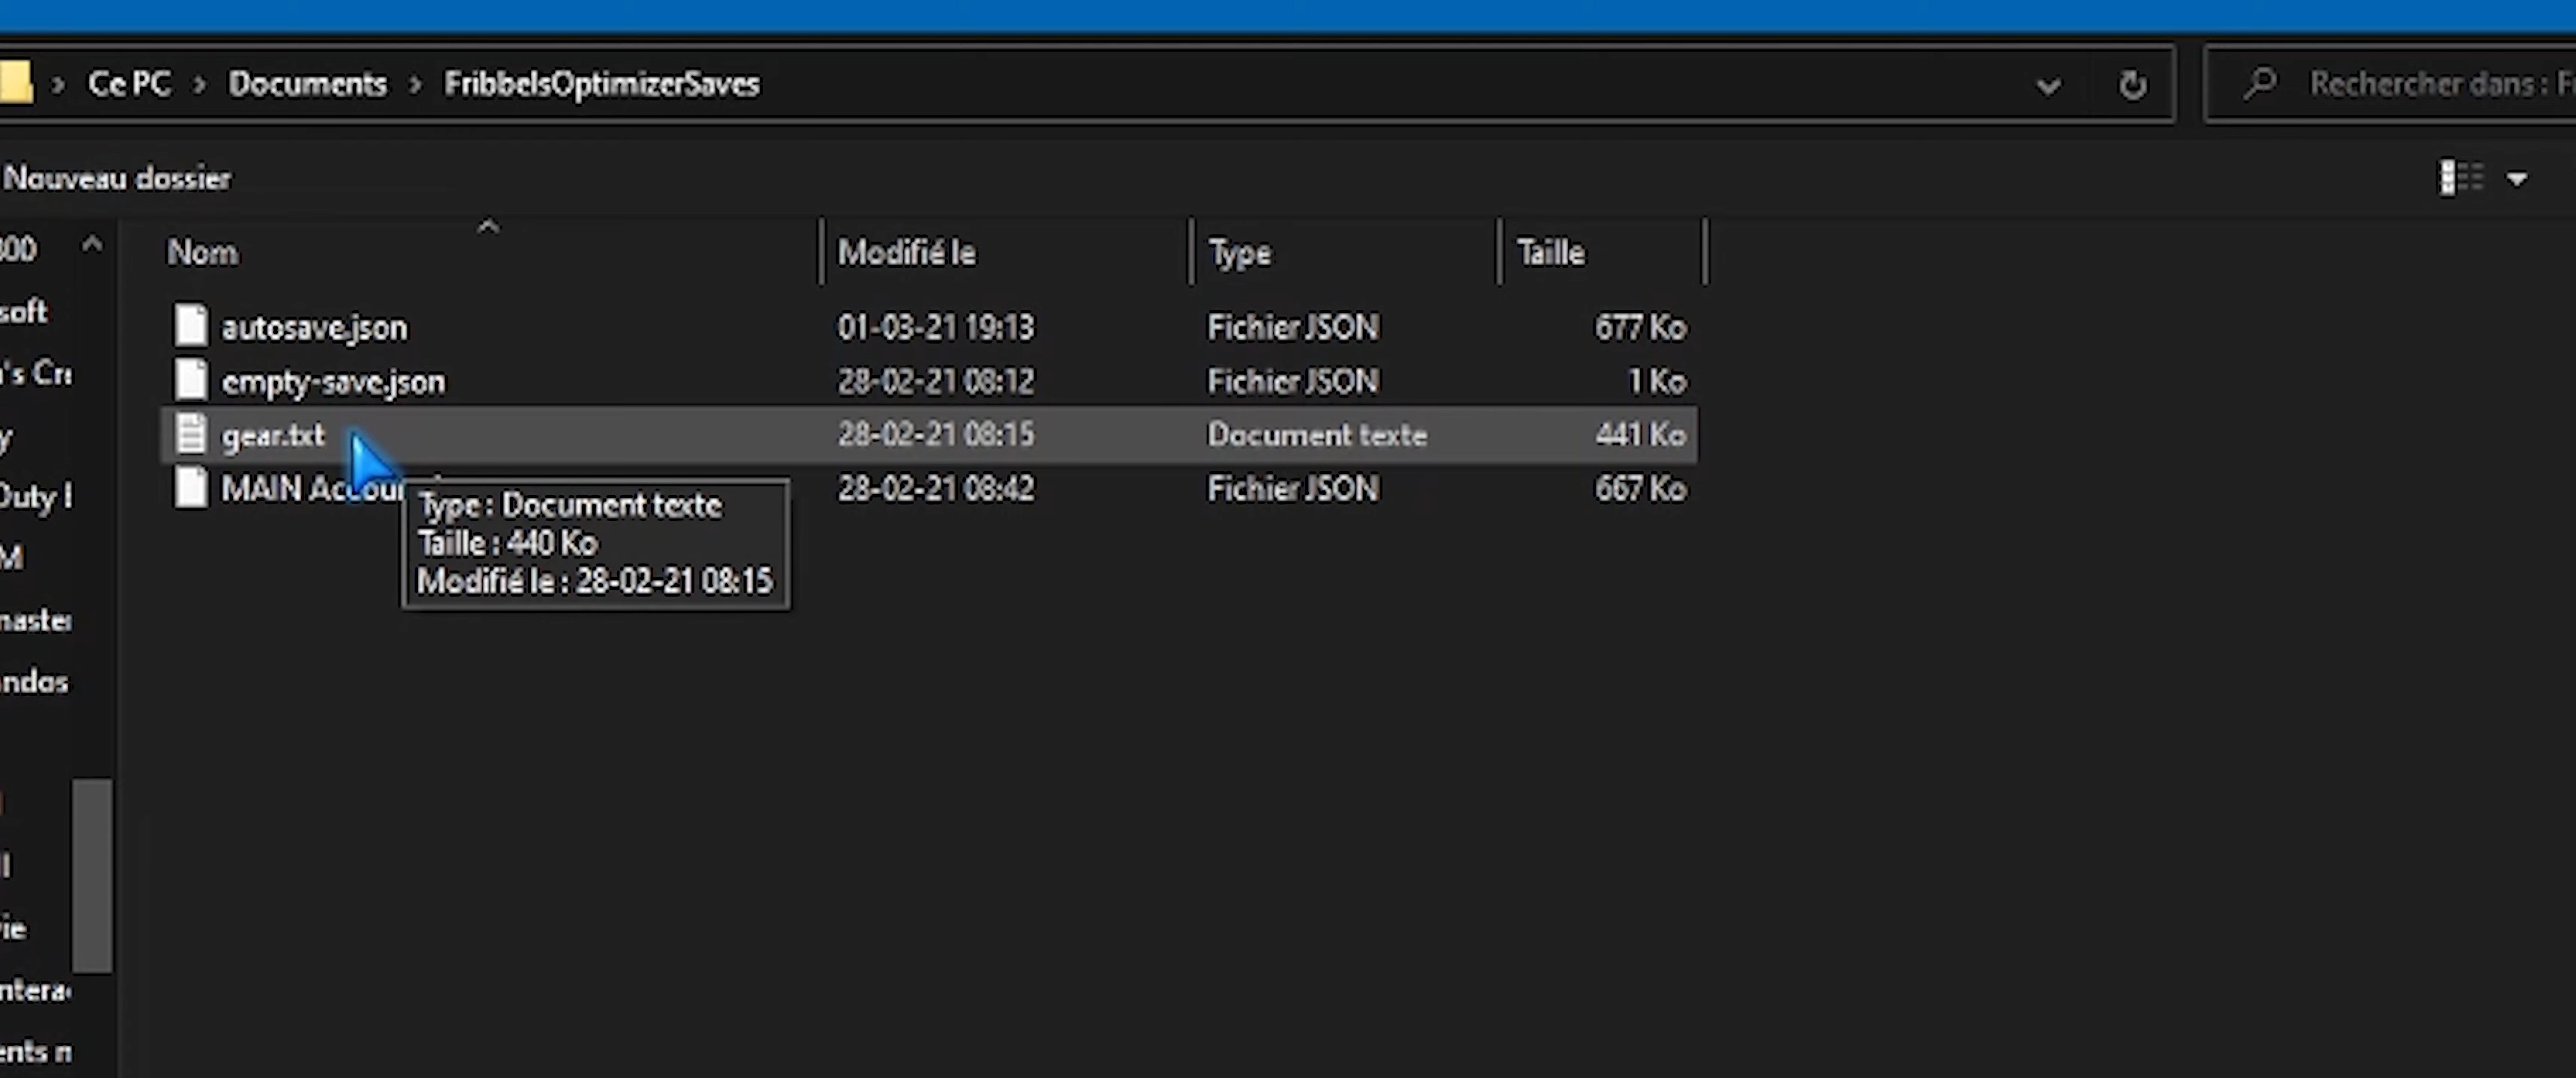 Ce PC › Documents › FribbelsOptimizerSaves
Rechercher dans :
Nouveau dossier
Nom Modifié le Type Taille
autosave.json 01-03-21 19:13 Fichier JSON 677 Ko
empty-save.json 28-02-21 08:12 Fichier JSON 1 Ko
gear.txt 28-02-21 08:15 Document texte 441 Ko
MAIN 28-02-21 08:42 Fichier JSON 667 Ko
Type : Document texte
Taille : 440 Ko
Modifié le : 28-02-21 08:15
soft
's Cr
Duty
M
ndos
ie
ents